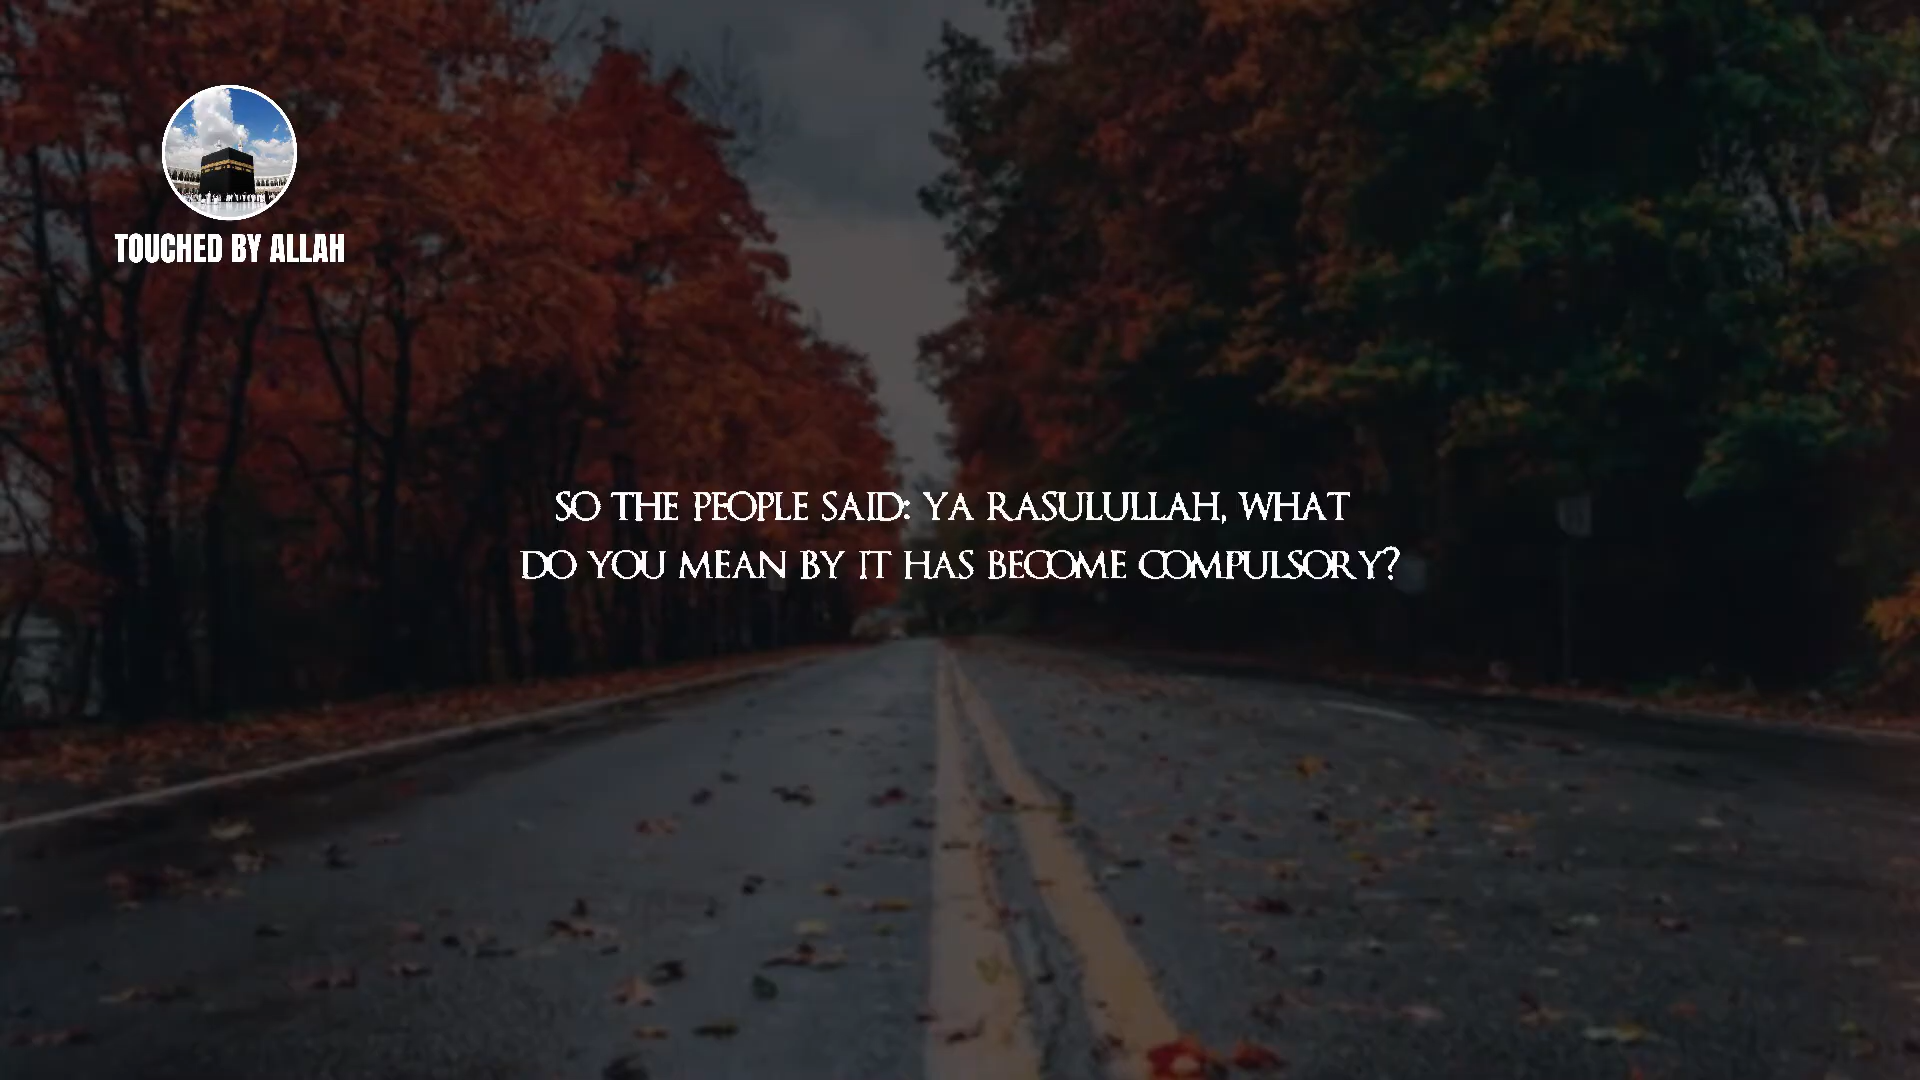 TOUCHED BY ALLAH
SO THE PEOPLE SAID: YA RASULULLAH, WHAT
DO YOU MEAN BY IT HAS BECOME COMPULSORY?